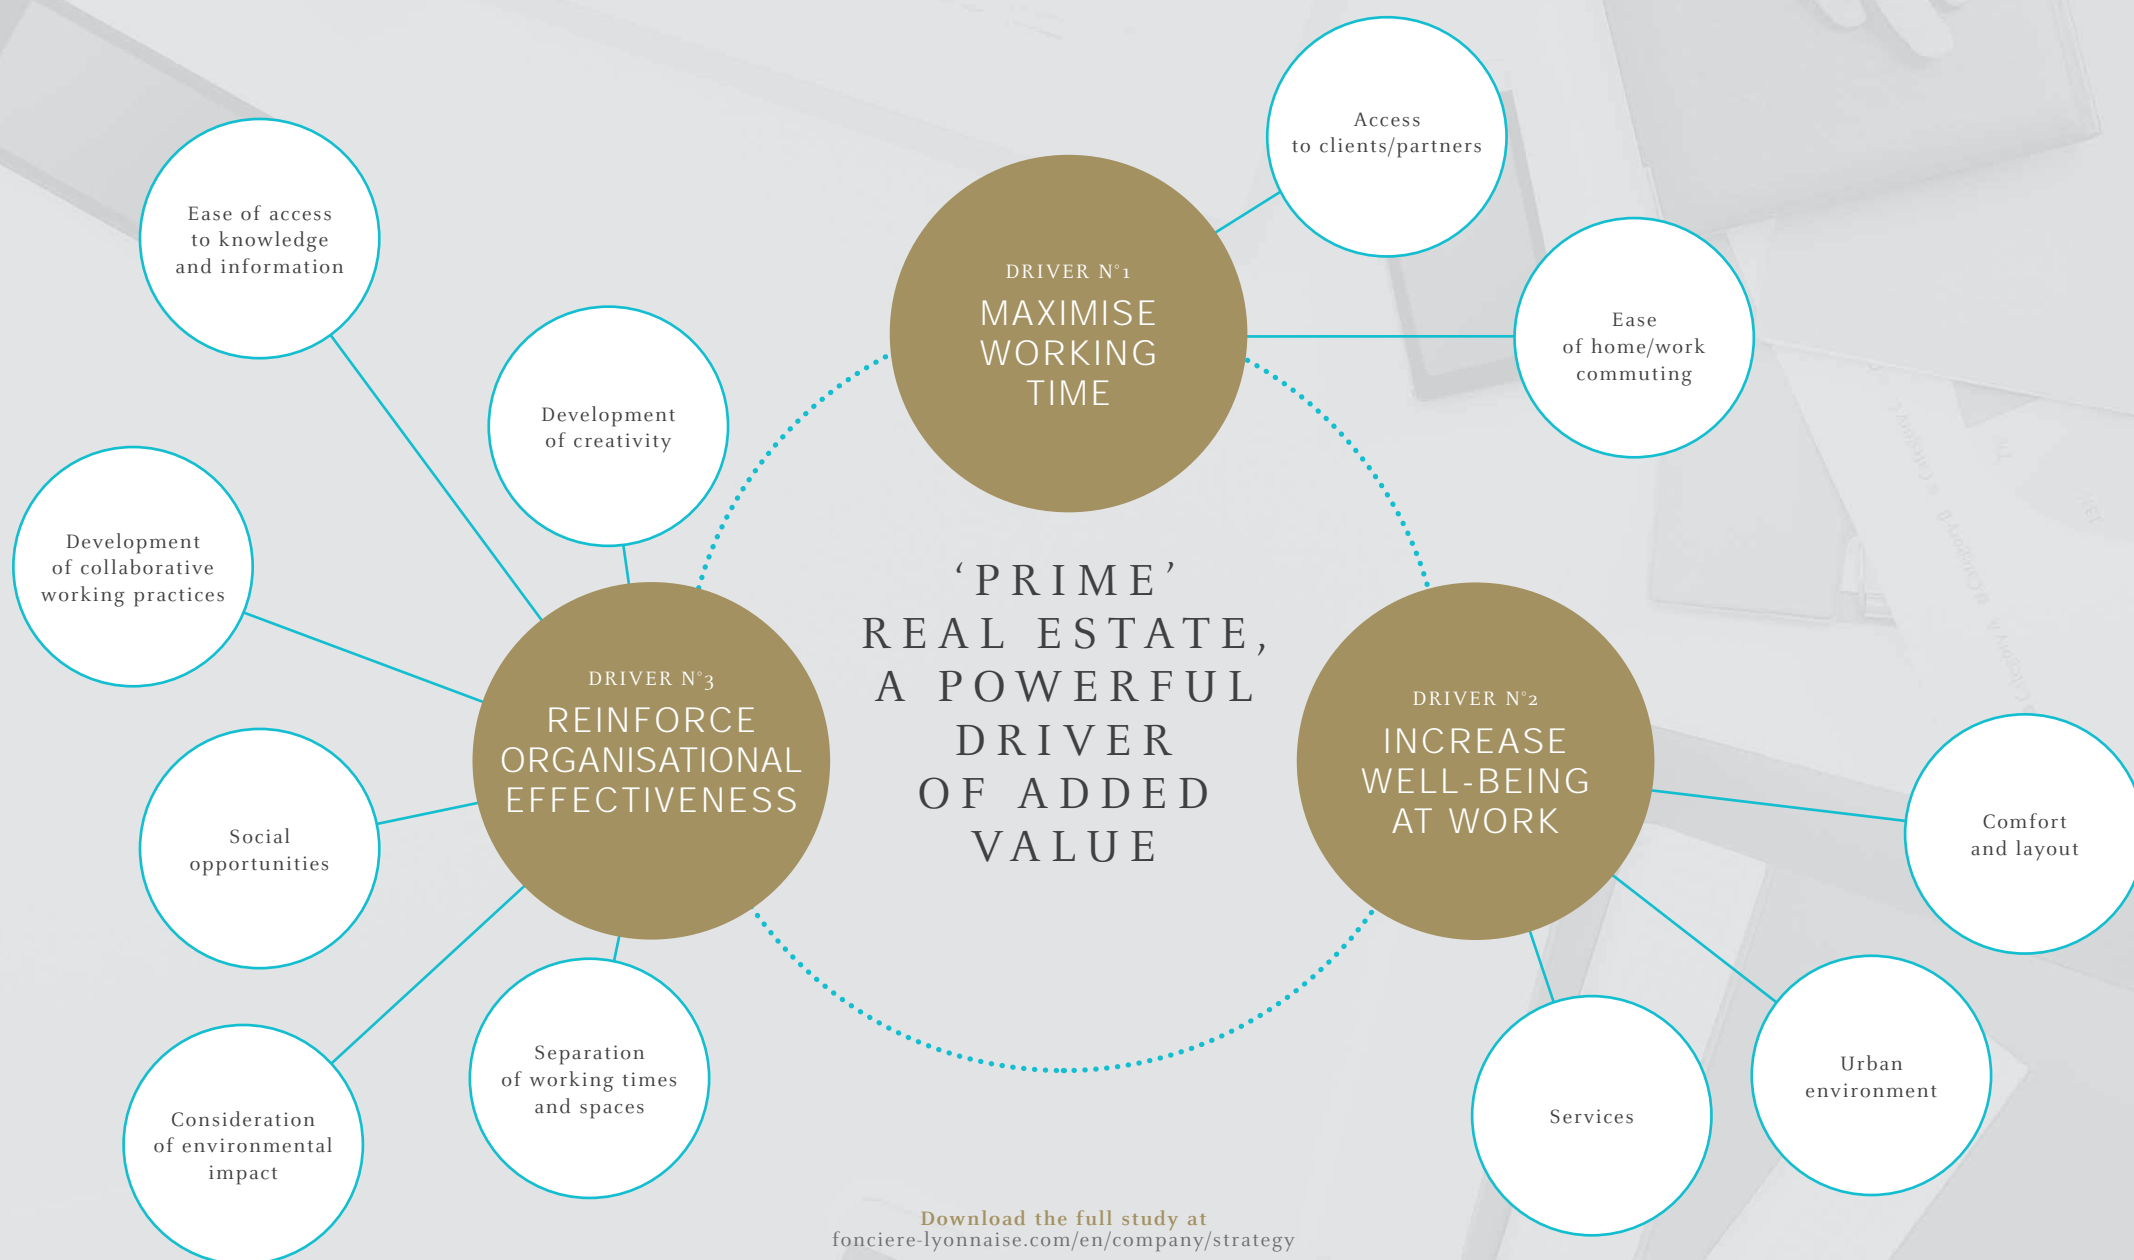 Access
to clients/partners
Ease of access
to knowledge
and information
DRIVER N°1
MAXIMISE
WORKING
TIME
Ease
of home/work
commuting
Development
of creativity
Development
of collaborative
working practices
‘PRIME’
REAL ESTATE,
A POWERFUL
DRIVER
OF ADDED
VALUE
DRIVER N°3
REINFORCE
ORGANISATIONAL
EFFECTIVENESS
DRIVER N°2
INCREASE
WELL-BEING
AT WORK
Social
opportunities
Comfort
and layout
Separation
of working times
and spaces
Urban
environment
Services
Consideration
of environmental
impact
Download the full study at
fonciere-lyonnaise.com/en/company/strategy